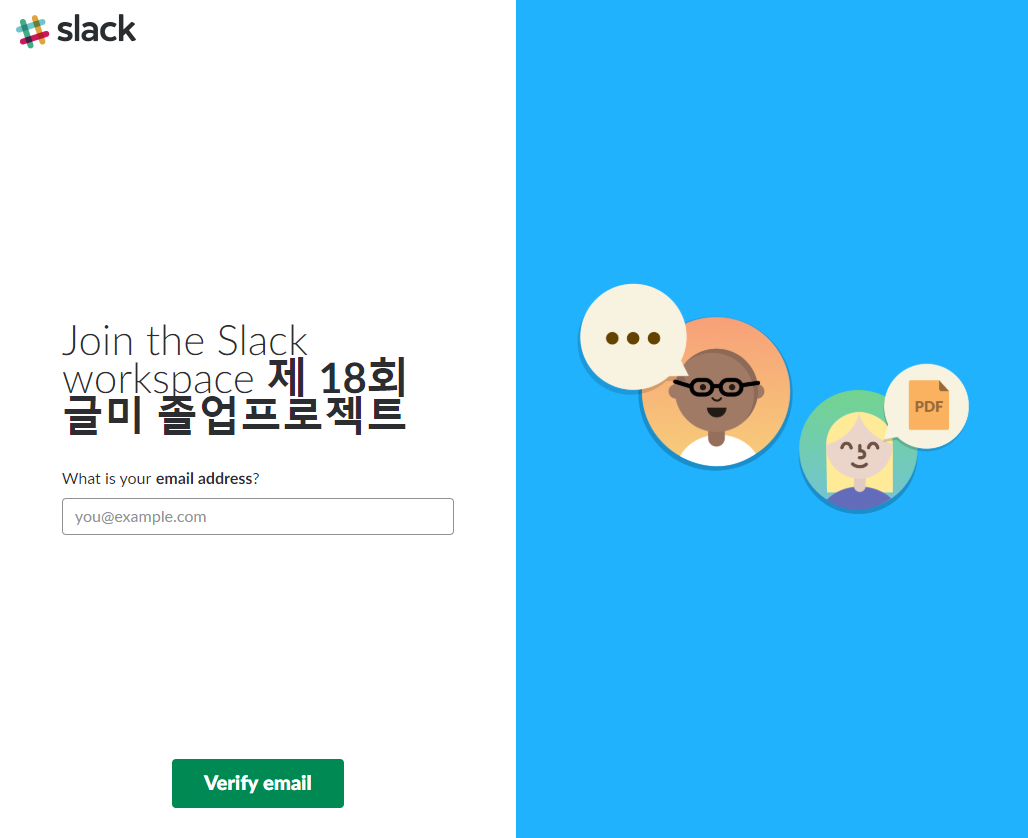 slack
Join the Slack
workspace 제 18회
글미 졸업프로젝트
What is your email address?
you@example.com
Verify email
PDF